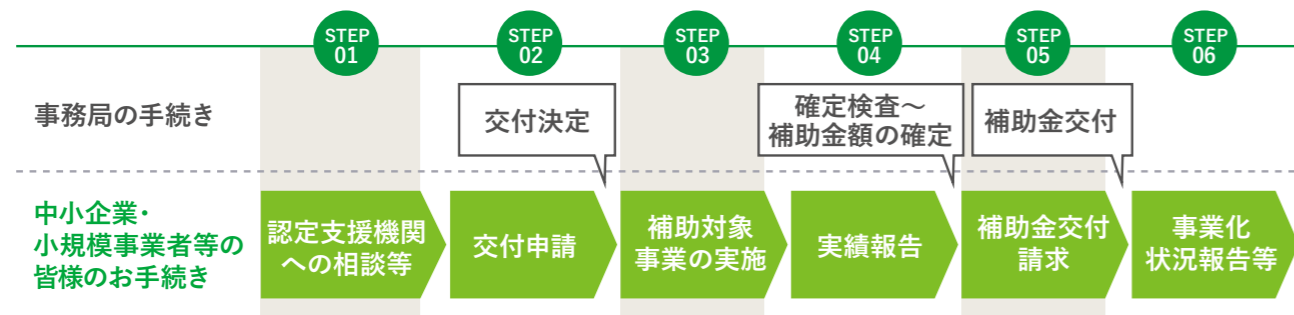 STEP
01
STEP
02
STEP
03
STEP
04
STEP
05
STEP
06
事務局の手続き
交付決定
確定検査～
補助金額の確定
補助金交付
中小企業・
小規模事業者等の
皆様のお手続き
認定支援機関
への相談等
交付申請
補助対象
事業の実施
実績報告
補助金交付
請求
事業化
状況報告等